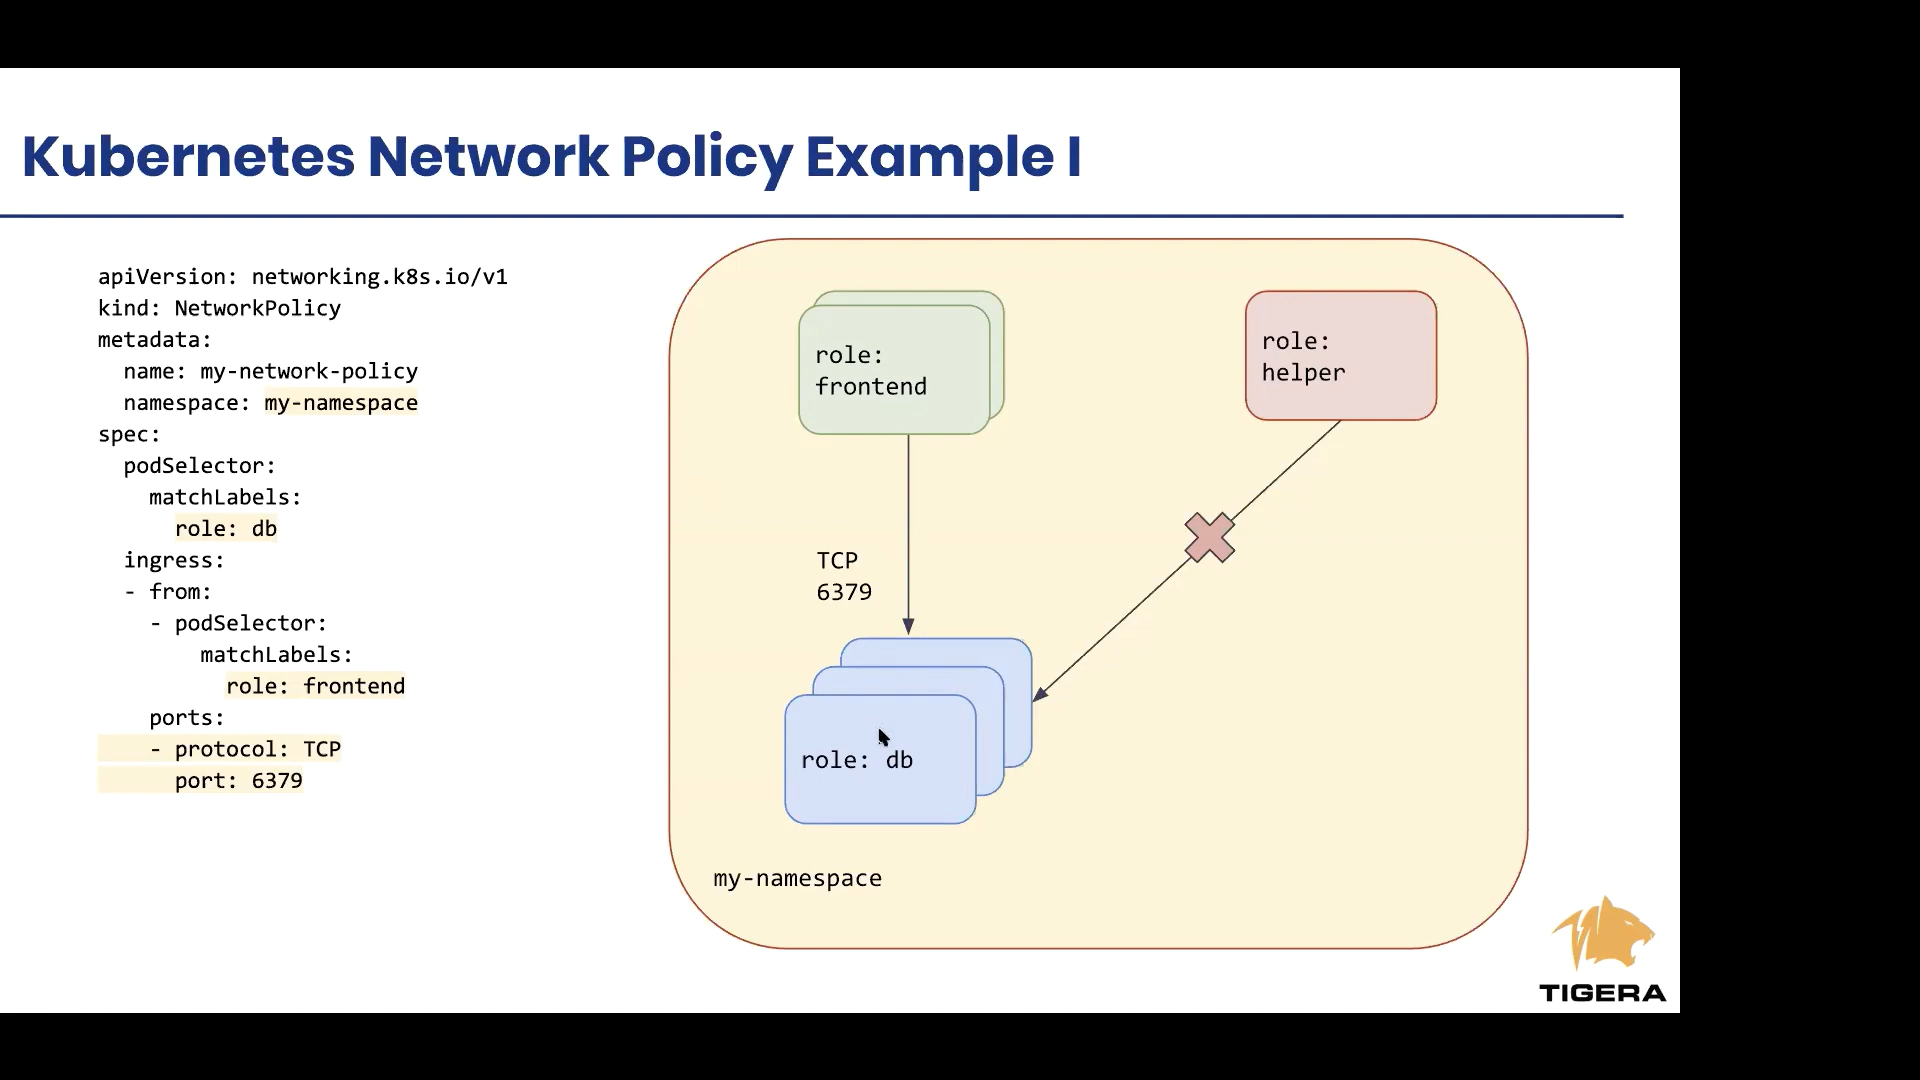 Kubernetes Network Policy Example I
apiVersion: networking.k8s.io/v1
kind: NetworkPolicy
metadata:
  name: my-network-policy
  namespace: my-namespace
spec:
  podSelector:
    matchLabels:
      role: db
  ingress:
  - from:
    - podSelector:
        matchLabels:
          role: frontend
    ports:
    - protocol: TCP
      port: 6379
role:
frontend
role:
helper
TCP
6379
role: db
my-namespace
TIGERA